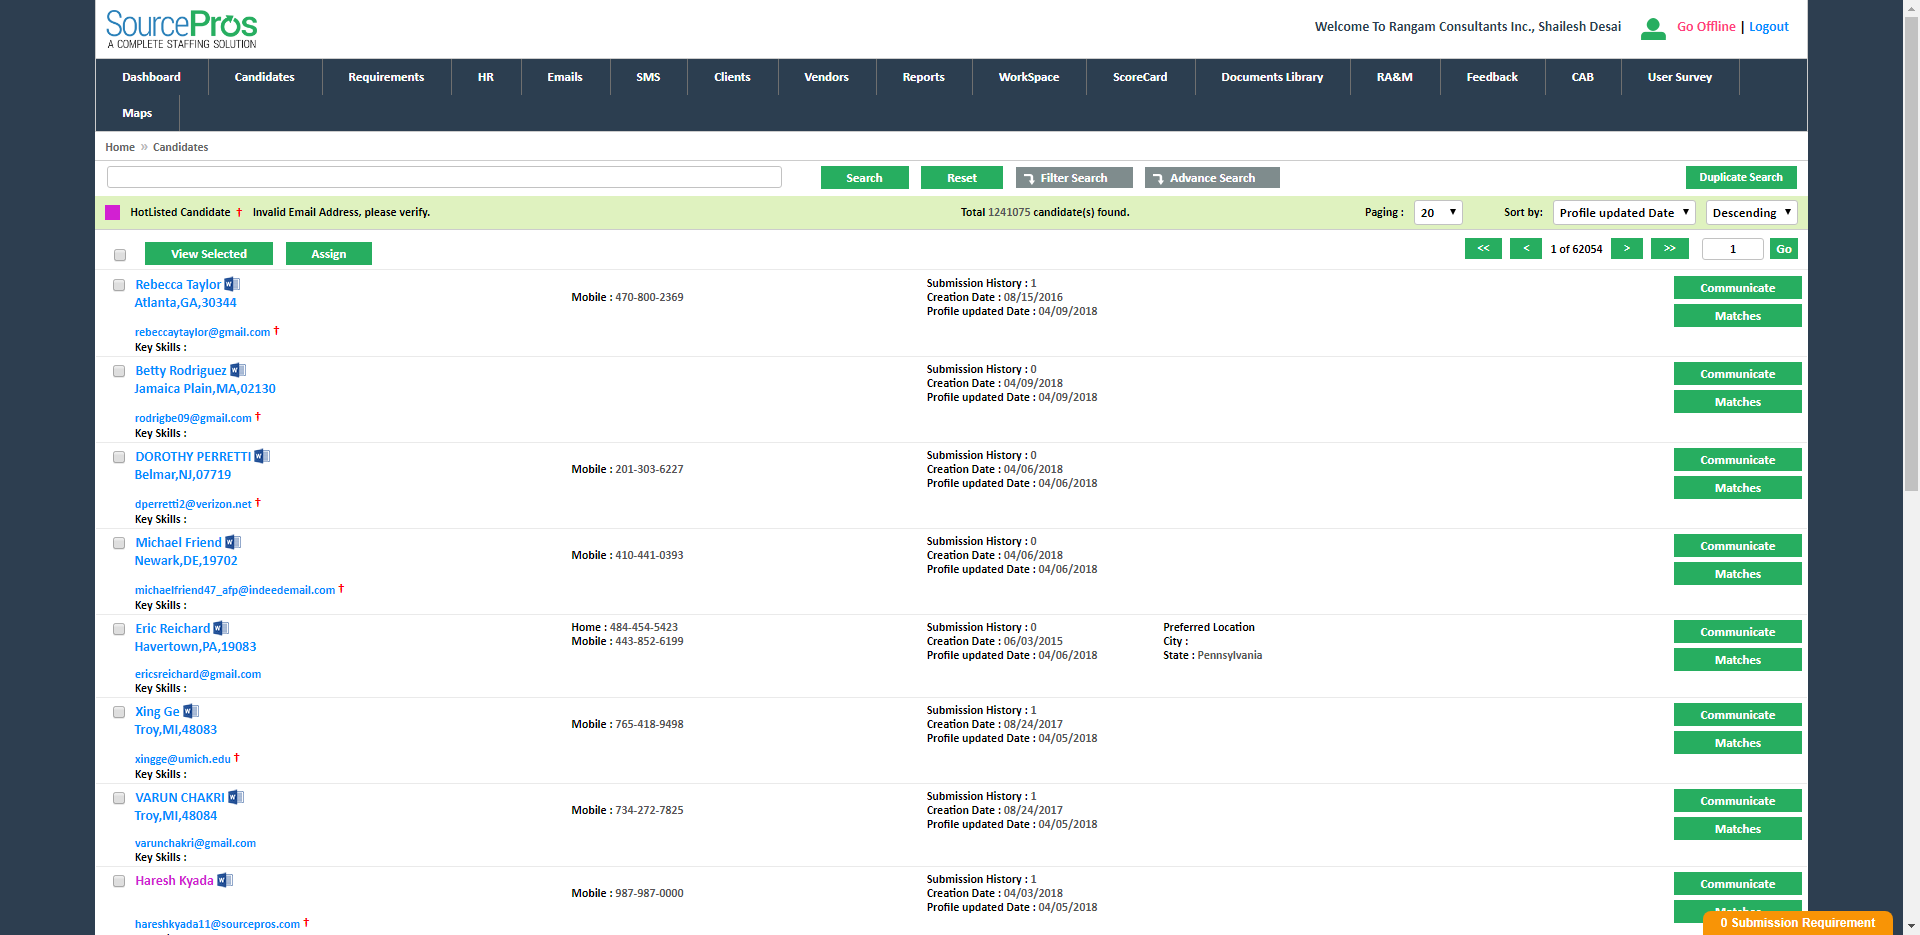 SourcePros
A COMPLETE STAFFING SOLUTION
Welcome To Rangam Consultants Inc., Shailesh Desai
Go Offline | Logout
Dashboard Candidates Requirements HR Emails SMS Clients Vendors Reports WorkSpace ScoreCard Documents Library RA&M Feedback CAB User Survey
Maps
Home » Candidates
Search Reset Filter Search Advance Search Duplicate Search
HotListed Candidate † Invalid Email Address, please verify. Total 1241075 candidate(s) found. Paging : 20 Sort by: Profile updated Date Descending
View Selected Assign << < 1 of 62054 > >> 1 Go
Rebecca Taylor
Atlanta,GA,30344
rebeccaytaylor@gmail.com †
Key Skills :
Mobile : 470-800-2369
Submission History : 1
Creation Date : 08/15/2016
Profile updated Date : 04/09/2018
Communicate
Matches
Betty Rodriguez
Jamaica Plain,MA,02130
rodrigbe09@gmail.com †
Key Skills :
Submission History : 0
Creation Date : 04/09/2018
Profile updated Date : 04/09/2018
Communicate
Matches
DOROTHY PERRETTI
Belmar,NJ,07719
dperretti2@verizon.net †
Key Skills :
Mobile : 201-303-6227
Submission History : 0
Creation Date : 04/06/2018
Profile updated Date : 04/06/2018
Communicate
Matches
Michael Friend
Newark,DE,19702
michaelfriend47_afp@indeedemail.com †
Key Skills :
Mobile : 410-441-0393
Submission History : 0
Creation Date : 04/06/2018
Profile updated Date : 04/06/2018
Communicate
Matches
Eric Reichard
Havertown,PA,19083
ericsreichard@gmail.com
Key Skills :
Home : 484-454-5423
Mobile : 443-852-6199
Submission History : 0
Creation Date : 06/03/2015
Profile updated Date : 04/06/2018
Preferred Location
City :
State : Pennsylvania
Communicate
Matches
Xing Ge
Troy,MI,48083
xingge@umich.edu †
Key Skills :
Mobile : 765-418-9498
Submission History : 1
Creation Date : 08/24/2017
Profile updated Date : 04/05/2018
Communicate
Matches
VARUN CHAKRI
Troy,MI,48084
varunchakri@gmail.com
Key Skills :
Mobile : 734-272-7825
Submission History : 1
Creation Date : 08/24/2017
Profile updated Date : 04/05/2018
Communicate
Matches
Haresh Kyada
hareshkyada11@sourcepros.com †
Mobile : 987-987-0000
Submission History : 1
Creation Date : 04/03/2018
Profile updated Date : 04/05/2018
Communicate
Matches
0 Submission Requirement